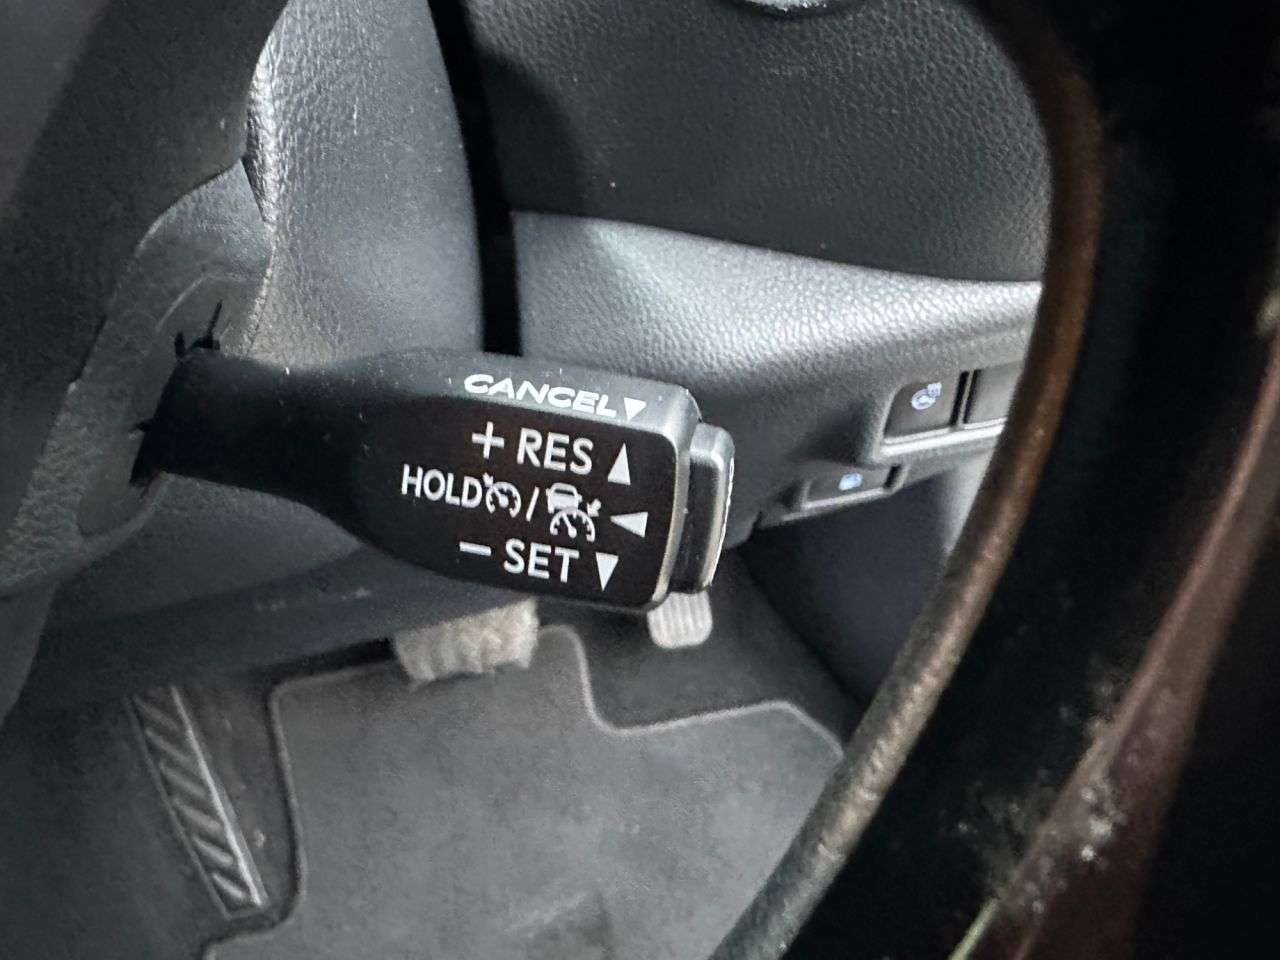 CANCEL▼
+ RES ▲
HOLD / ◀
− SET ▼